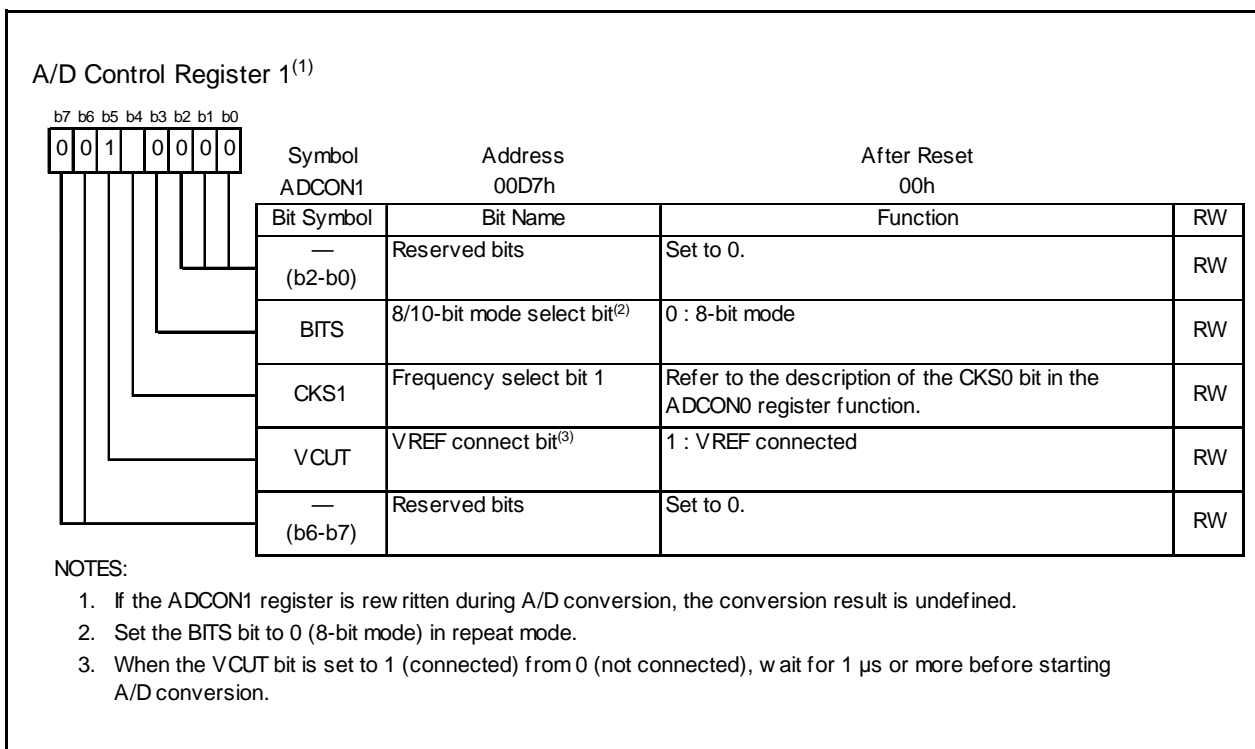 A/D Control Register 1(1)
b7 b6 b5 b4 b3 b2 b1 b0
0 0 1 0 0 0 0
Symbol Address After Reset
ADCON1 00D7h 00h
Bit Symbol Bit Name Function RW
— (b2-b0) Reserved bits Set to 0. RW
BITS 8/10-bit mode select bit(2) 0 : 8-bit mode RW
CKS1 Frequency select bit 1 Refer to the description of the CKS0 bit in the
ADCON0 register function. RW
VCUT VREF connect bit(3) 1 : VREF connected RW
— (b6-b7) Reserved bits Set to 0. RW
NOTES:
1. If the ADCON1 register is rewritten during A/D conversion, the conversion result is undefined.
2. Set the BITS bit to 0 (8-bit mode) in repeat mode.
3. When the VCUT bit is set to 1 (connected) from 0 (not connected), wait for 1 µs or more before starting
A/D conversion.